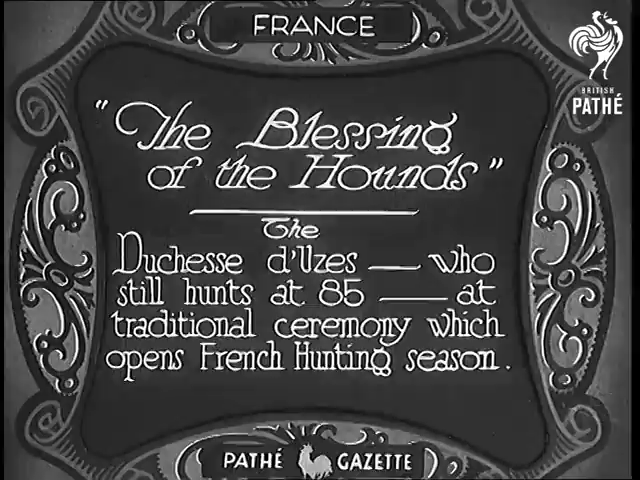 FRANCE
BRITISH
PATHÉ
"The Blessing
of the Hounds"
The
Duchesse d'Uzes — who
still hunts at 85 — at
traditional ceremony which
opens French Hunting season.
PATHÉ GAZETTE